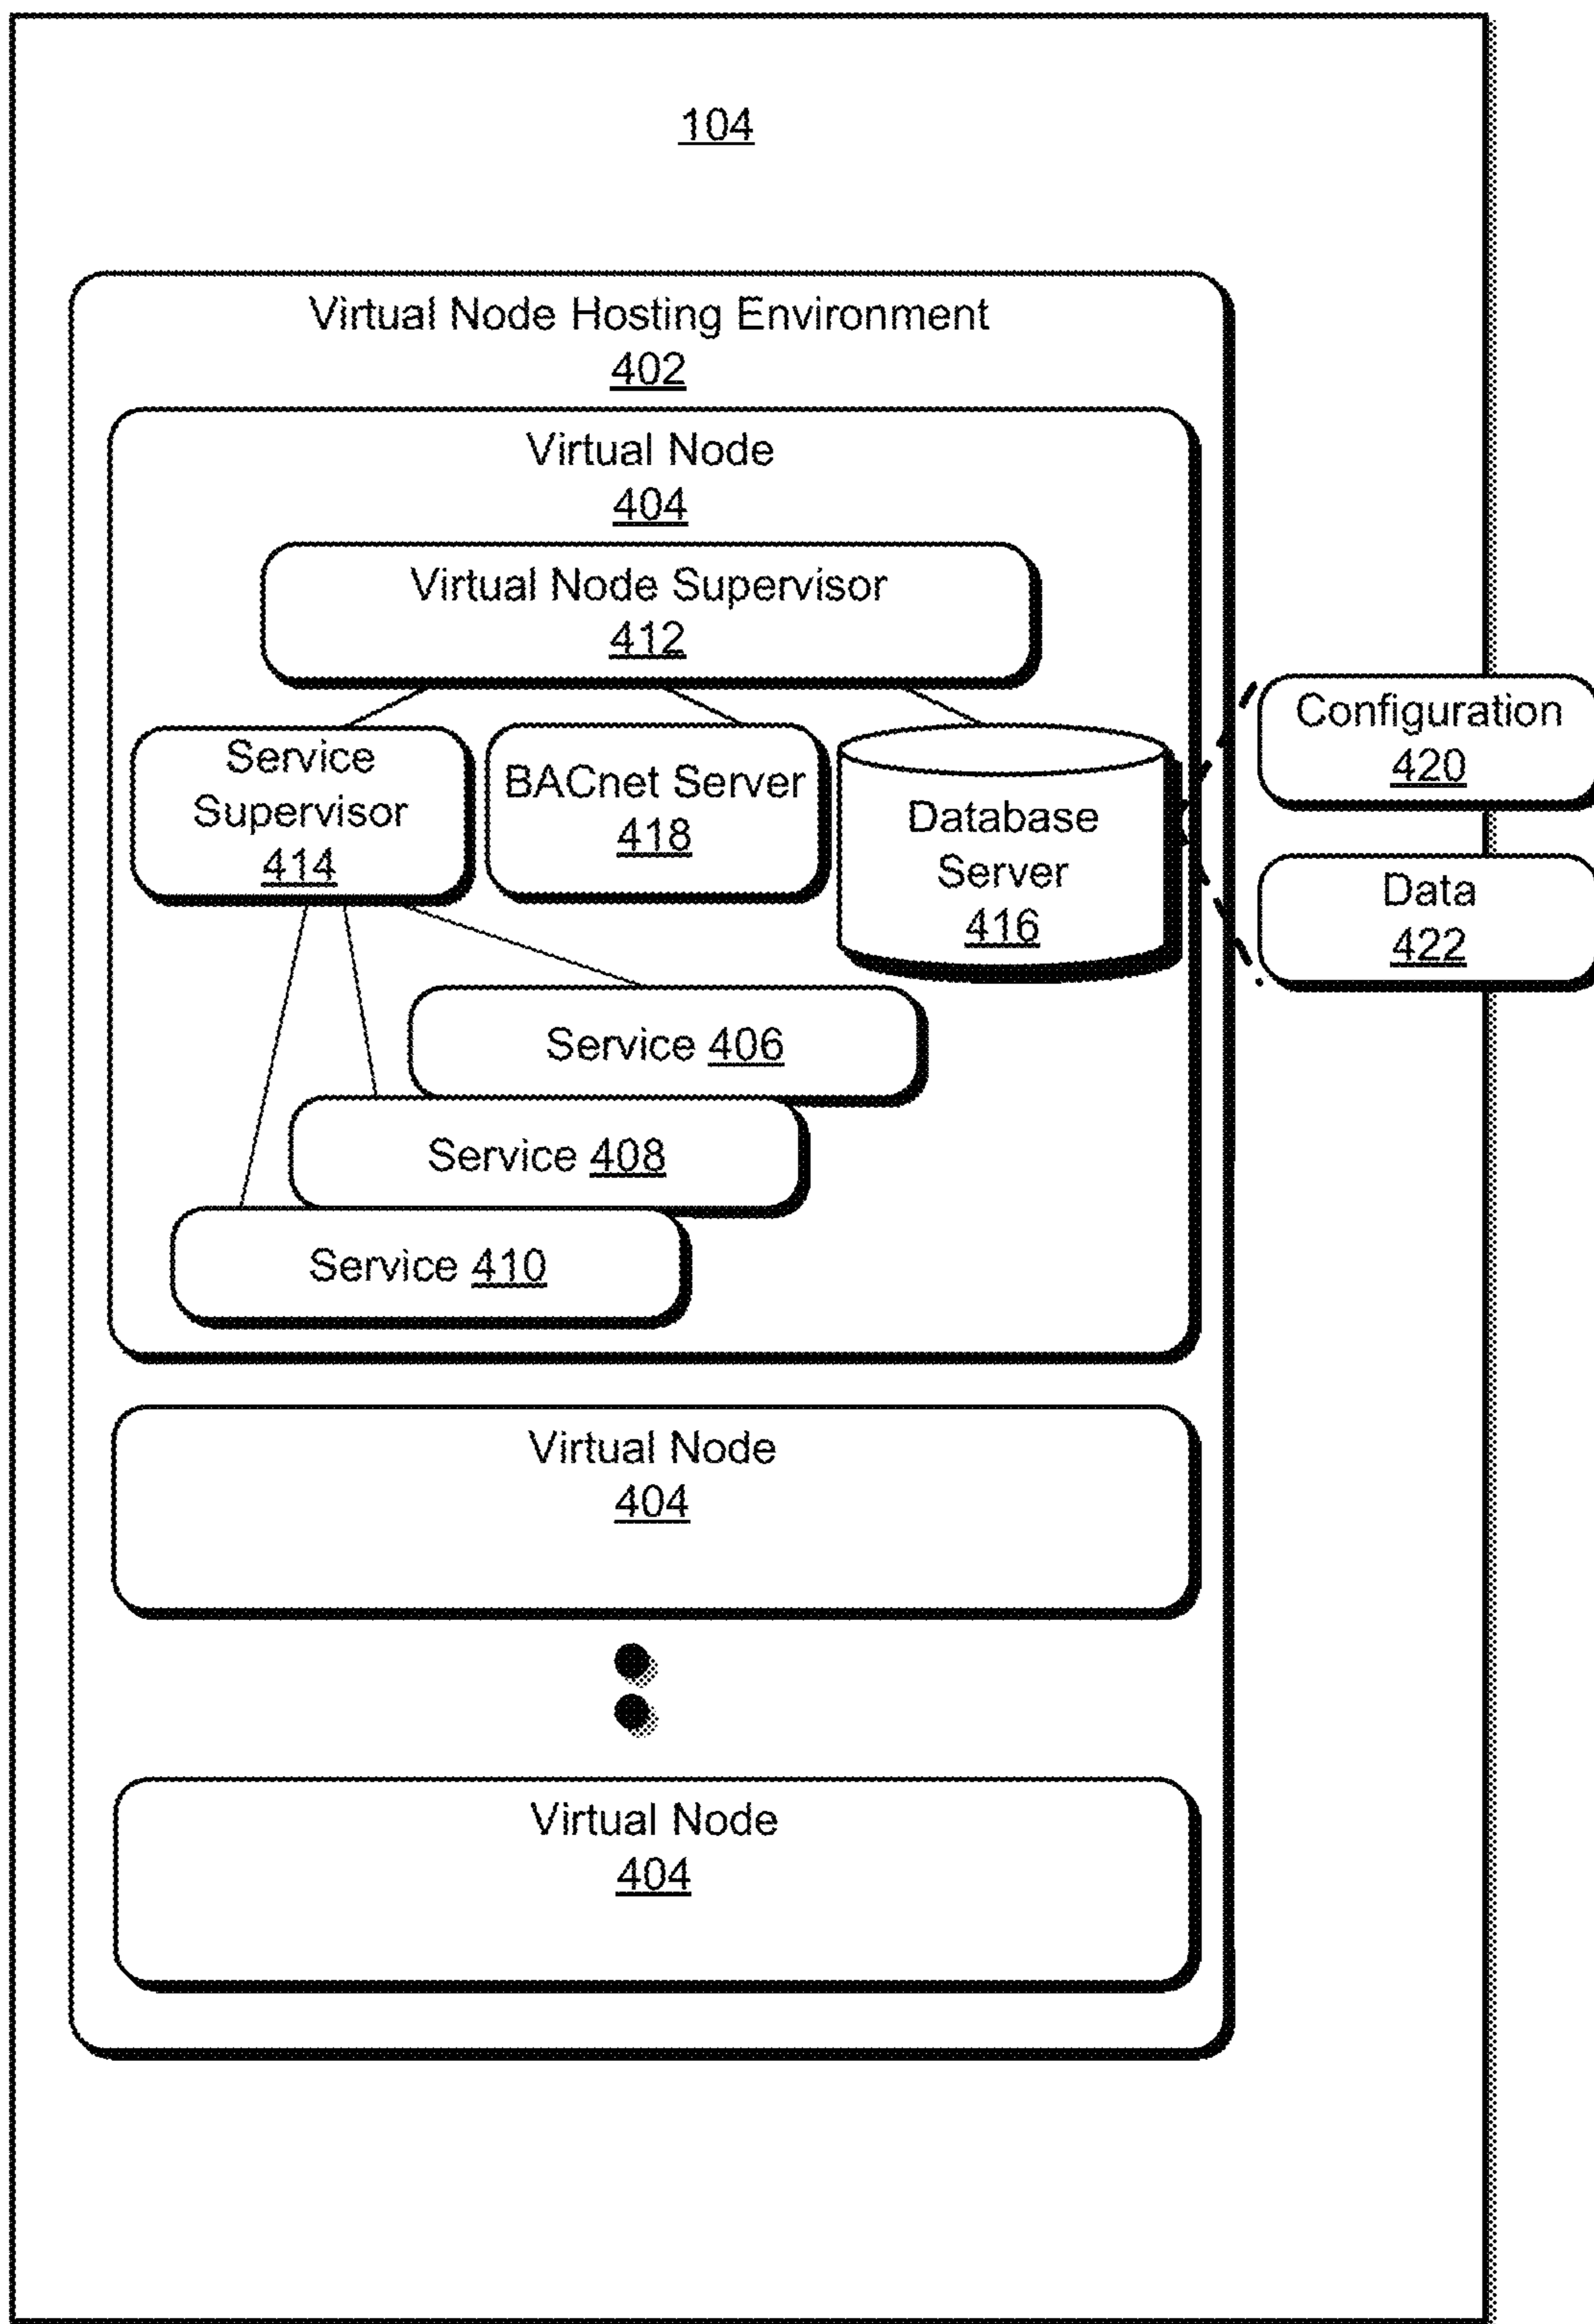 104
Virtual Node Hosting Environment
402
Virtual Node
404
Virtual Node Supervisor
412
Service
Supervisor
414
BACnet Server
418
Database
Server
416
Configuration
420
Data
422
Service 406
Service 408
Service 410
Virtual Node
404
Virtual Node
404